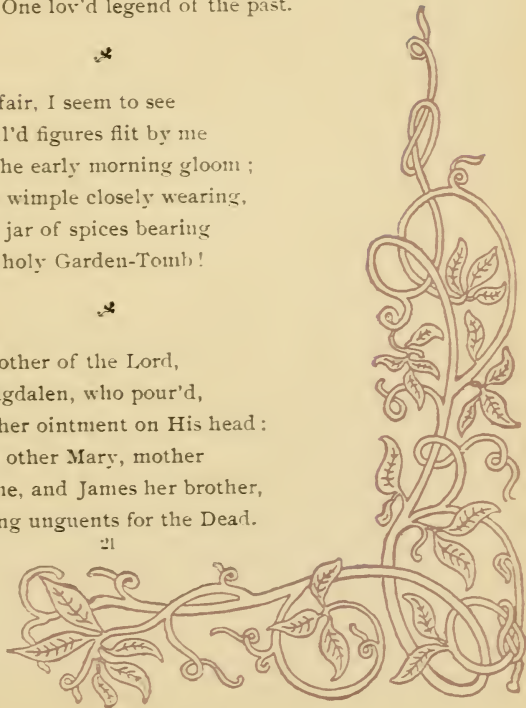 One lov'd legend of the past.
fair, I seem to see
l'd figures flit by me
he early morning gloom ;
wimple closely wearing,
jar of spices bearing
holy Garden-Tomb !
other of the Lord,
gdalen, who pour'd,
her ointment on His head :
other Mary, mother
ne, and James her brother,
ng unguents for the Dead.
21